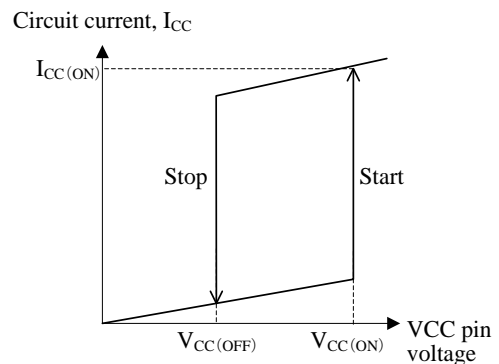 Circuit current, ICC
ICC(ON)
Stop
Start
VCC(OFF)
VCC(ON)
VCC pin
voltage